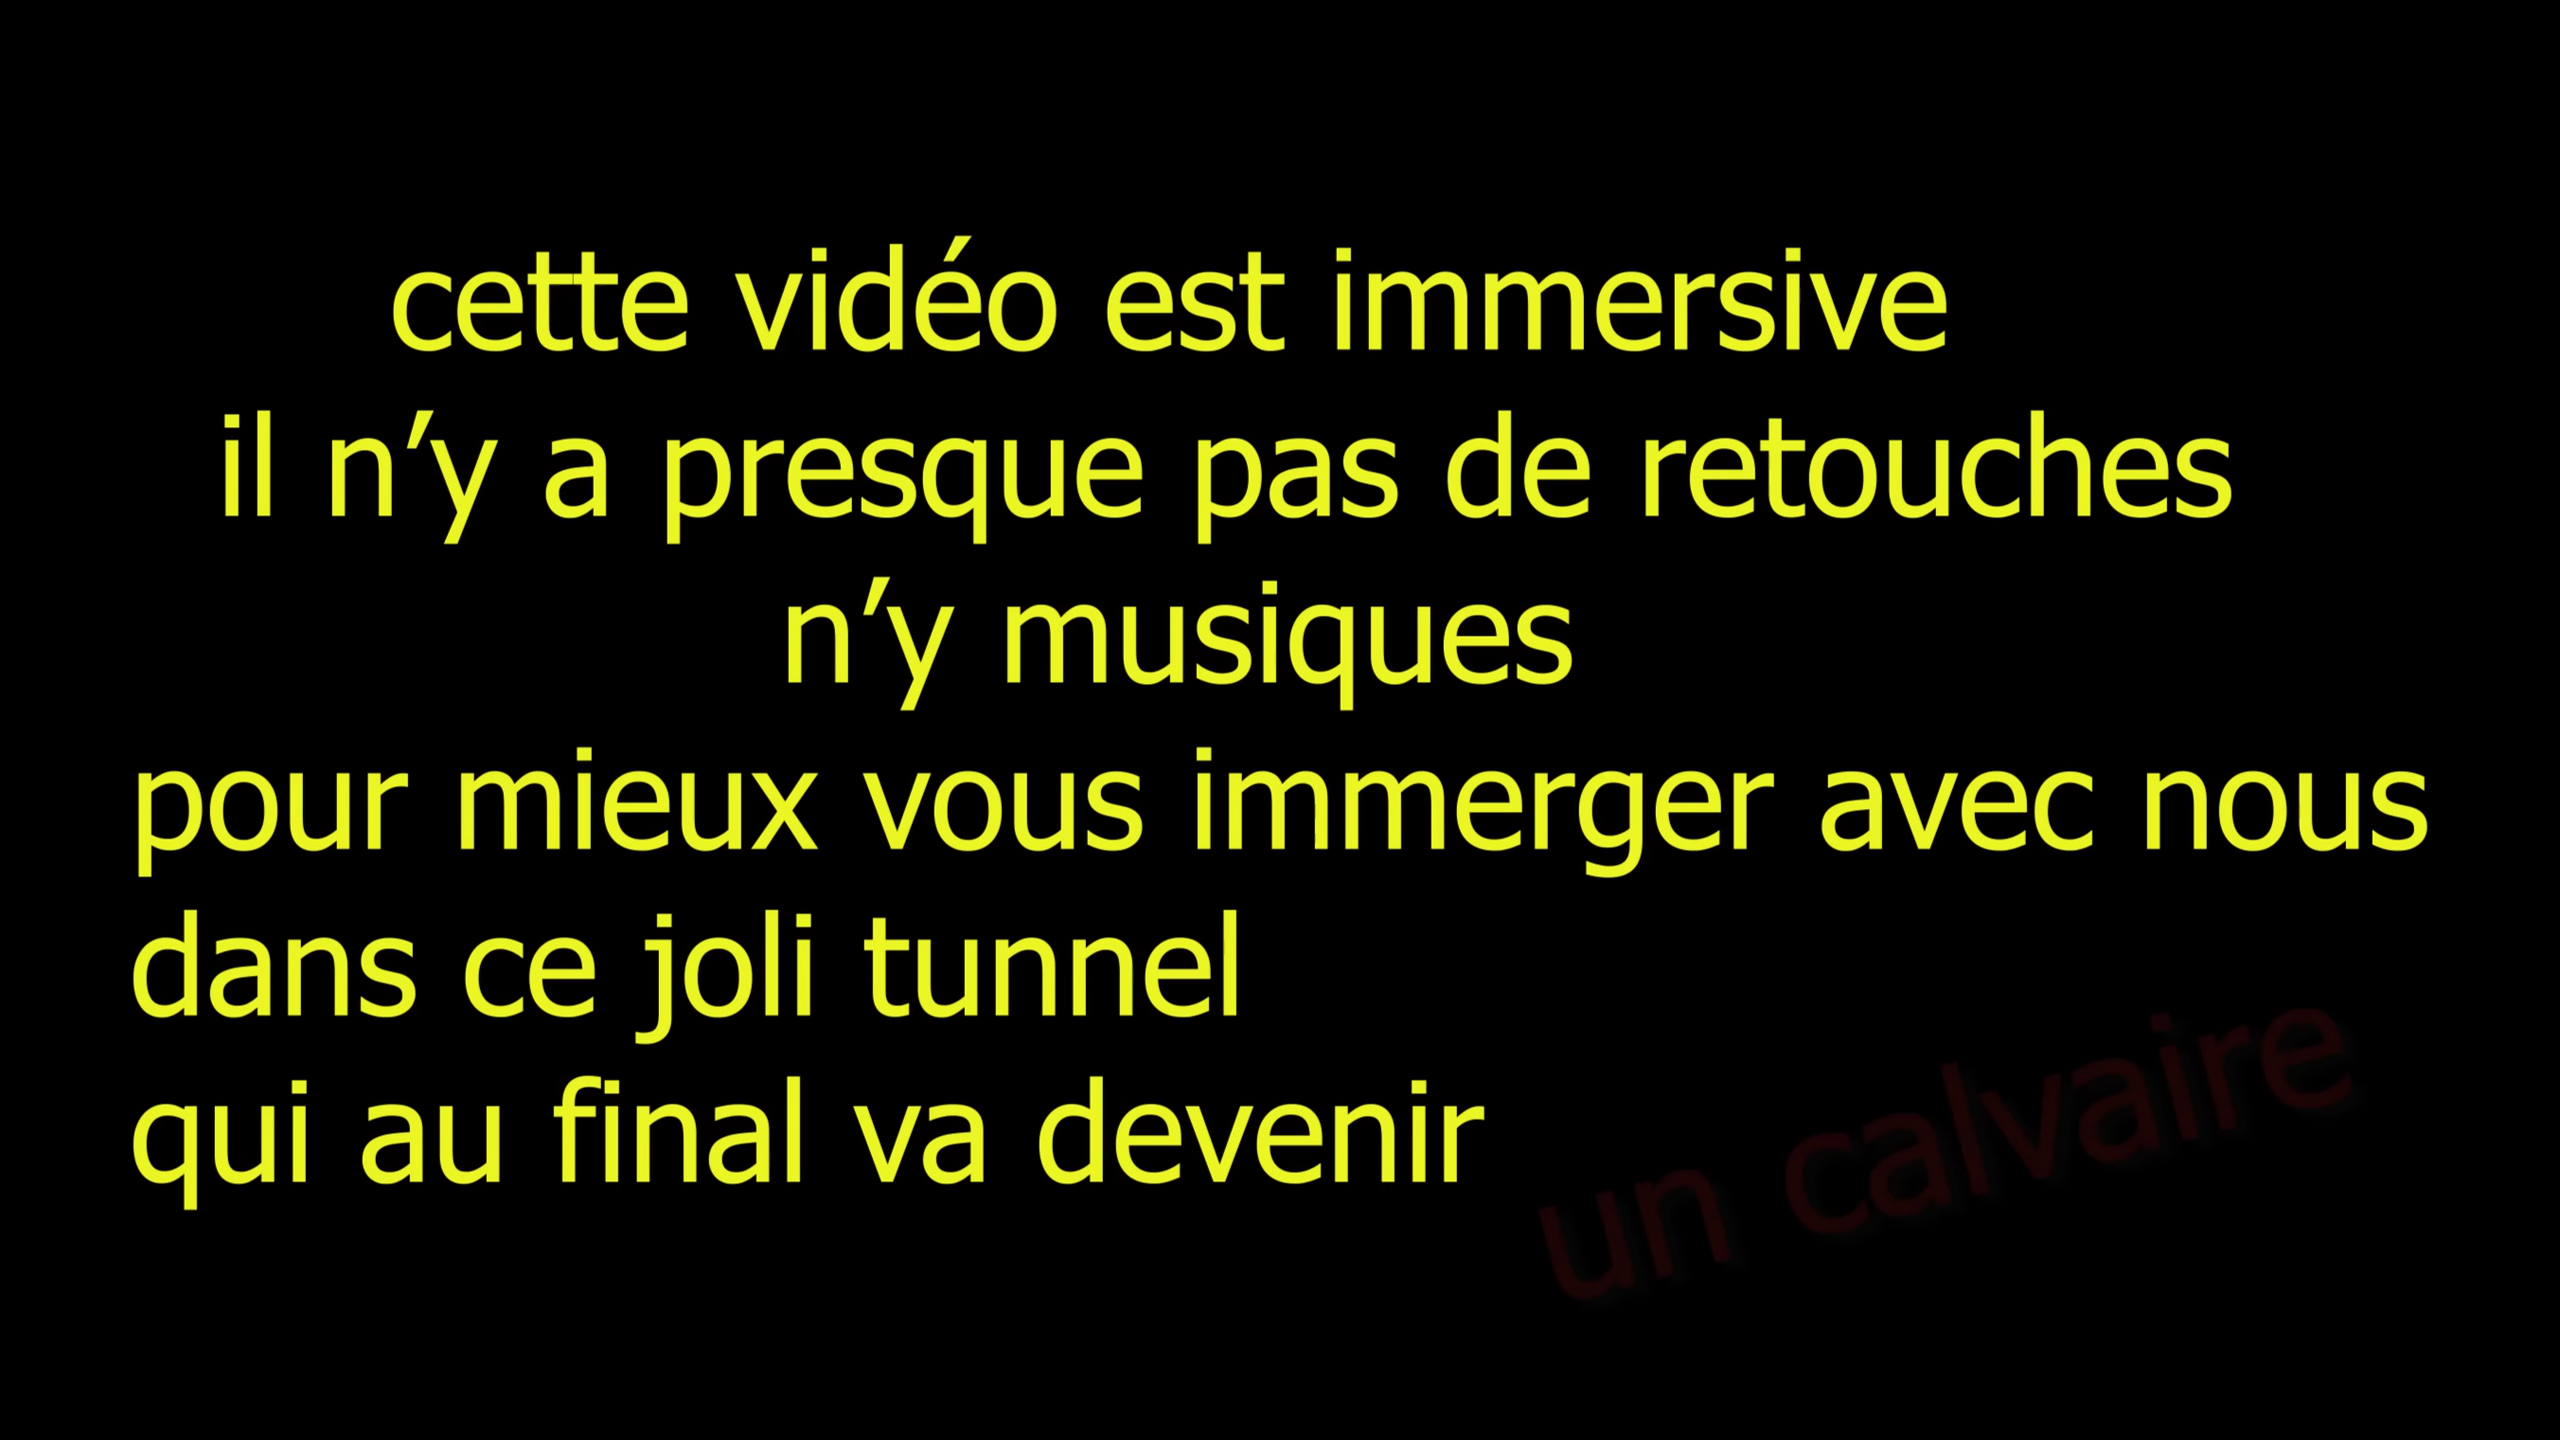 cette vidéo est immersive
il n’y a presque pas de retouches
n’y musiques
pour mieux vous immerger avec nous
dans ce joli tunnel
qui au final va devenir
un calvaire